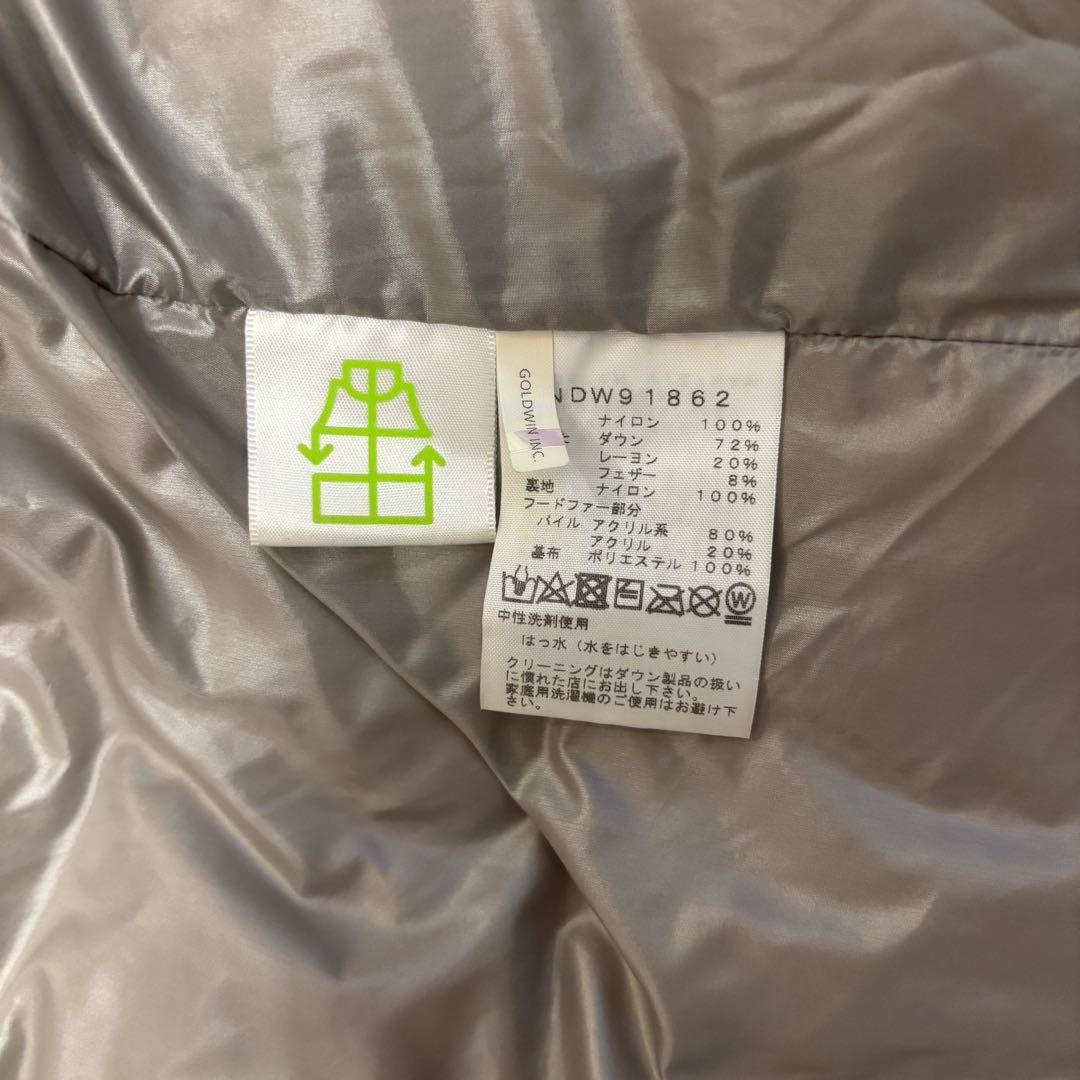 GOLDWIN INC.
NDW91862
ナイロン 100%
ダウン 72%
レーヨン 20%
フェザー 8%
裏地 ナイロン 100%
フードファー部分
パイル アクリル系 80%
アクリル 20%
基布 ポリエステル 100%
W
中性洗剤使用
はっ水（水をはじきやすい）
クリーニングはダウン製品の扱い
に慣れた店にお出し下さい。
家庭用洗濯機のご使用はお避け下
さい。